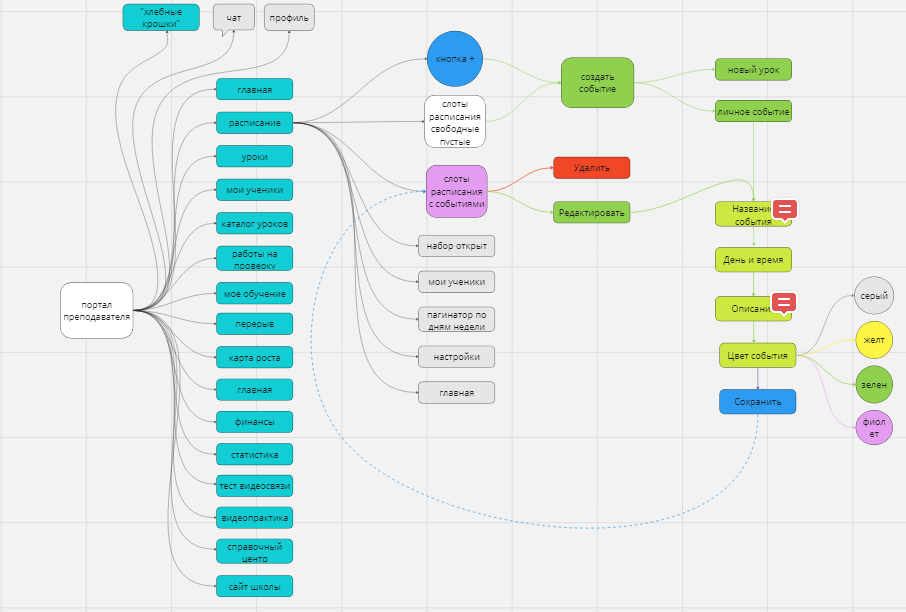 "хлебные
крошки"
чат
профиль
портал
преподавателя
главная
расписание
уроки
мои ученики
каталог уроков
работы на
проверку
мое обучение
перерыв
карта роста
главная
финансы
статистика
тест видеосвязи
видеопрактика
справочный
центр
сайт школы
кнопка +
слоты
расписания
свободные
пустые
слоты
расписания
с событиями
набор открыт
мои ученики
пагинатор по
дням недели
настройки
главная
создать
событие
Удалить
Редактировать
новый урок
личное событие
события
День и время
Цвет события
Сохранить
серый
желт
зелен
фиол
ет